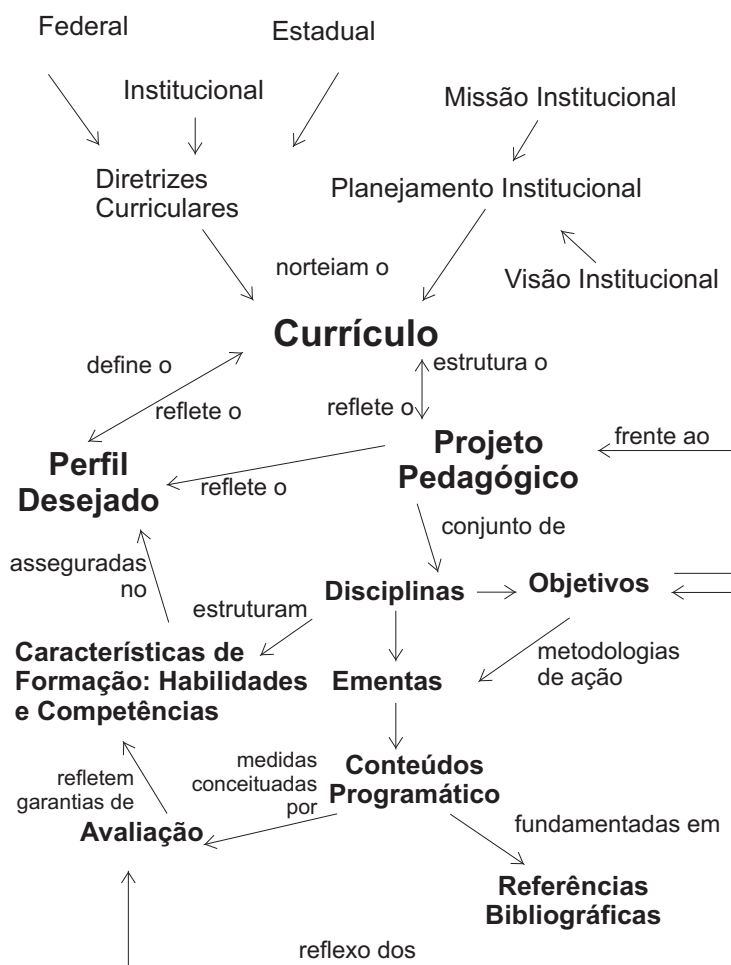 Federal
Estadual
Institucional
Missão Institucional
Diretrizes
Curriculares
Planejamento Institucional
norteiam o
Visão Institucional
Currículo
define o
estrutura o
reflete o
reflete o
Perfil
Desejado
Projeto
Pedagógico
frente ao
reflete o
conjunto de
asseguradas
no
estruturam
Disciplinas
Objetivos
Características de
Formação: Habilidades
e Competências
Ementas
metodologias
de ação
refletem
garantias de
medidas
conceituadas
por
Conteúdos
Programático
Avaliação
fundamentadas em
Referências
Bibliográficas
reflexo dos